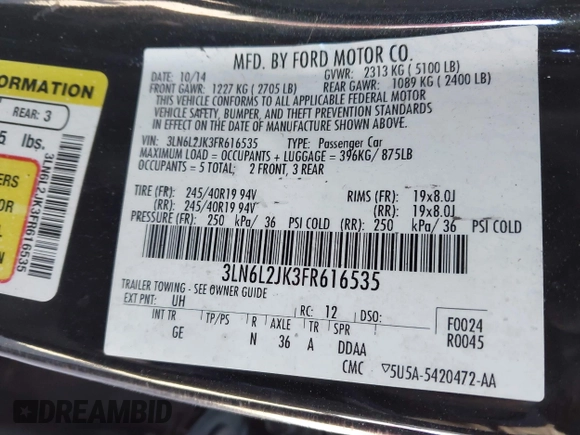 FORMATION
REAR: 3
5 lbs.
ERS
S
OR
3LN6L2JK3FR616535
MFD. BY FORD MOTOR CO.
DATE: 10/14 GVWR: 2313 KG ( 5100 LB)
FRONT GAWR: 1227 KG ( 2705 LB) REAR GAWR: 1089 KG ( 2400 LB)
THIS VEHICLE CONFORMS TO ALL APPLICABLE FEDERAL MOTOR
VEHICLE SAFETY, BUMPER, AND THEFT PREVENTION STANDARDS
IN EFFECT ON THE DATE OF MANUFACTURE SHOWN ABOVE.
VIN: 3LN6L2JK3FR616535 TYPE: Passenger Car
MAXIMUM LOAD = OCCUPANTS + LUGGAGE = 396KG/ 875LB
OCCUPANTS = 5 TOTAL; 2 FRONT, 3 REAR
TIRE (FR): 245/40R19 94V RIMS (FR): 19x8.0J
(RR): 245/40R19 94V (RR): 19x8.0J
PRESSURE (FR): 250 kPa/ 36 PSI COLD (RR): 250 kPa/ 36 PSI COLD
3LN6L2JK3FR616535
TRAILER TOWING - SEE OWNER GUIDE
EXT PNT: UH RC: 12 DSO:
INT TR TP/PS R AXLE TR SPR F0024
GE N 36 A DDAA R0045
CMC ▽5U5A-5420472-AA
DREAMBID